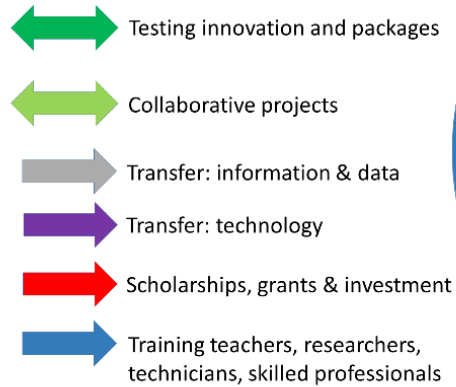 Testing innovation and packages
Collaborative projects
Transfer: information & data
Transfer: technology
Scholarships, grants & investment
Training teachers, researchers,
technicians, skilled professionals